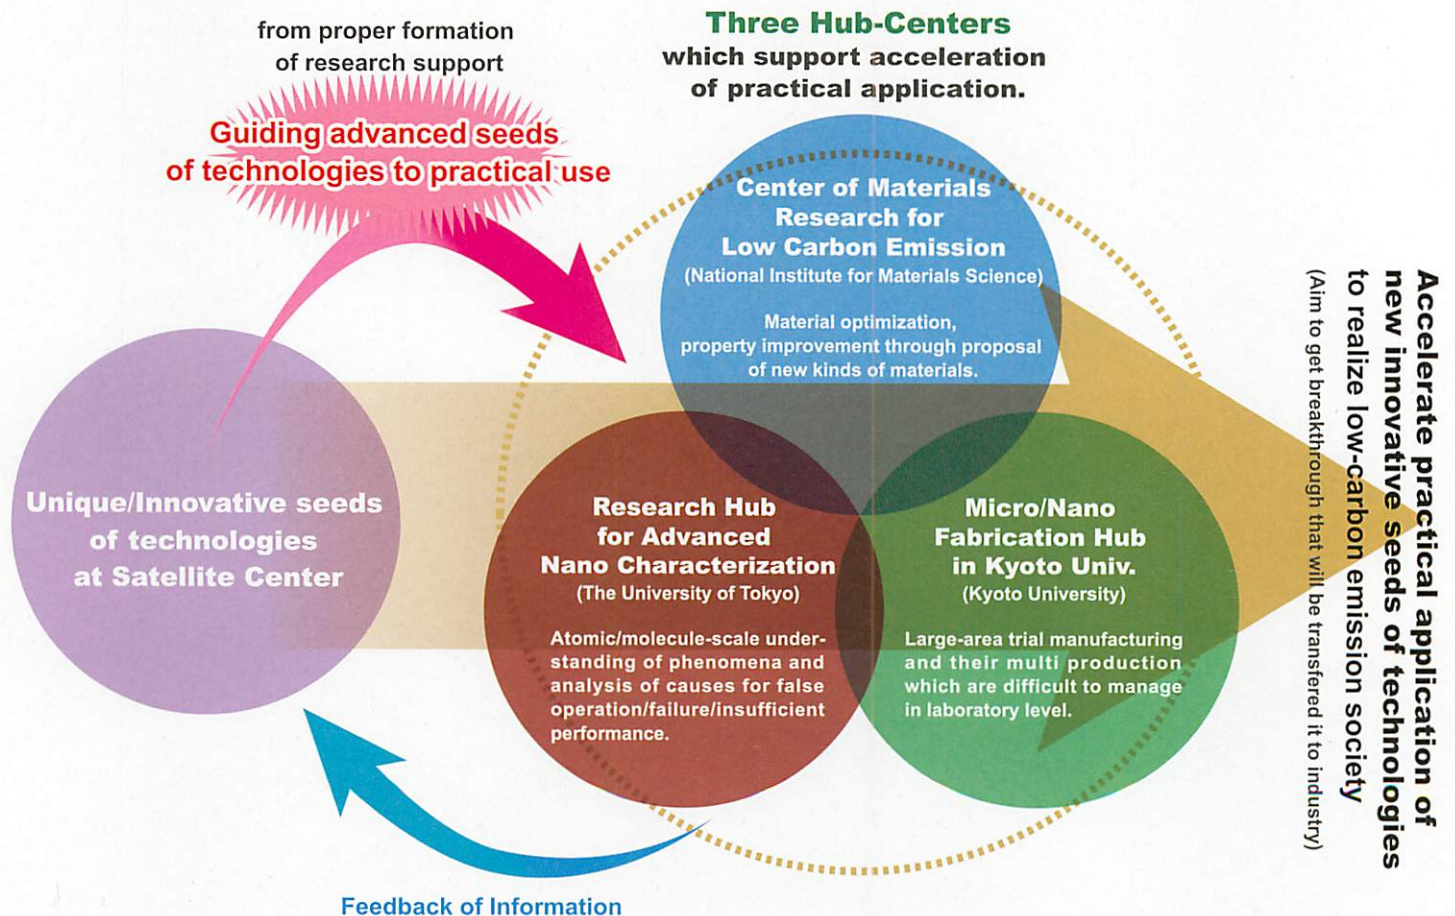 from proper formation
of research support
Guiding advanced seeds
of technologies to practical use
Three Hub-Centers
which support acceleration
of practical application.
Center of Materials
Research for
Low Carbon Emission
(National Institute for Materials Science)
Material optimization,
property improvement through proposal
of new kinds of materials.
Unique/Innovative seeds
of technologies
at Satellite Center
Research Hub
for Advanced
Nano Characterization
(The University of Tokyo)
Atomic/molecule-scale under-
standing of phenomena and
analysis of causes for false
operation/failure/insufficient
performance.
Micro/Nano
Fabrication Hub
in Kyoto Univ.
(Kyoto University)
Large-area trial manufacturing
and their multi production
which are difficult to manage
in laboratory level.
Feedback of Information
Accelerate practical application of
new innovative seeds of technologies
to realize low-carbon emission society
(Aim to get breakthrough that will be transfered it to industry)